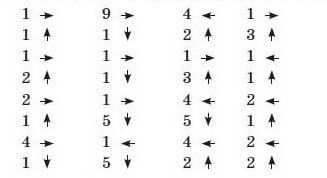 1 → 9 → 4 ← 1 →
1 ↑ 1 ↓ 2 ↑ 3 ↑
1 → 1 → 1 → 1 ←
2 ↑ 1 ↓ 3 ↑ 1 ↑
2 → 1 → 4 ← 2 ←
1 ↑ 5 ↓ 5 ↓ 1 ↑
4 → 1 ← 4 ← 2 ←
1 ↓ 5 ↓ 2 ↑ 2 ↑